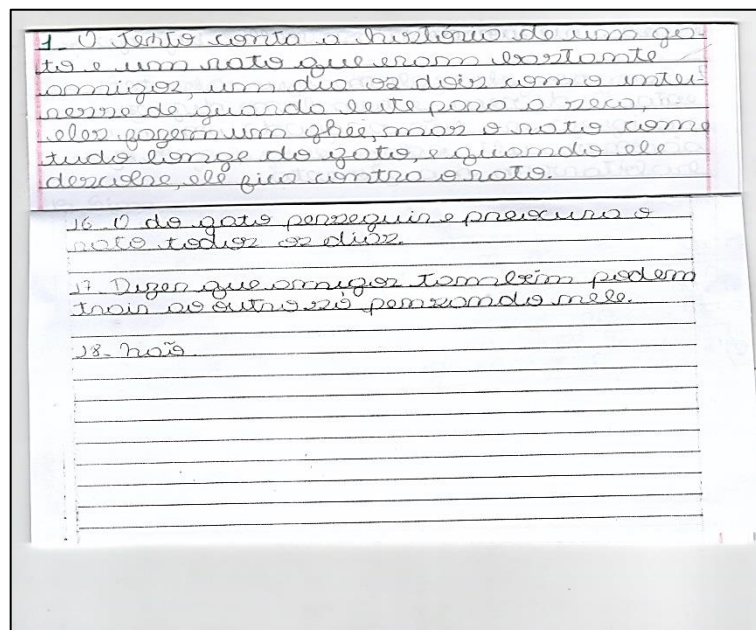 1- O texto conta a história de um ga-
to e um rato que eram bastante
amigos, um dia os dois com o inte-
resse de guardar leite para a seca,
eles fazem um ghee, mas o rato come
tudo longe do gato, e quando ele
descobre, ele fica contra o rato.
16- O do gato perseguir e procura o
rato todos os dias.
17- Dizer que amigos também podem
trair ao outro só pensando nele.
18- não